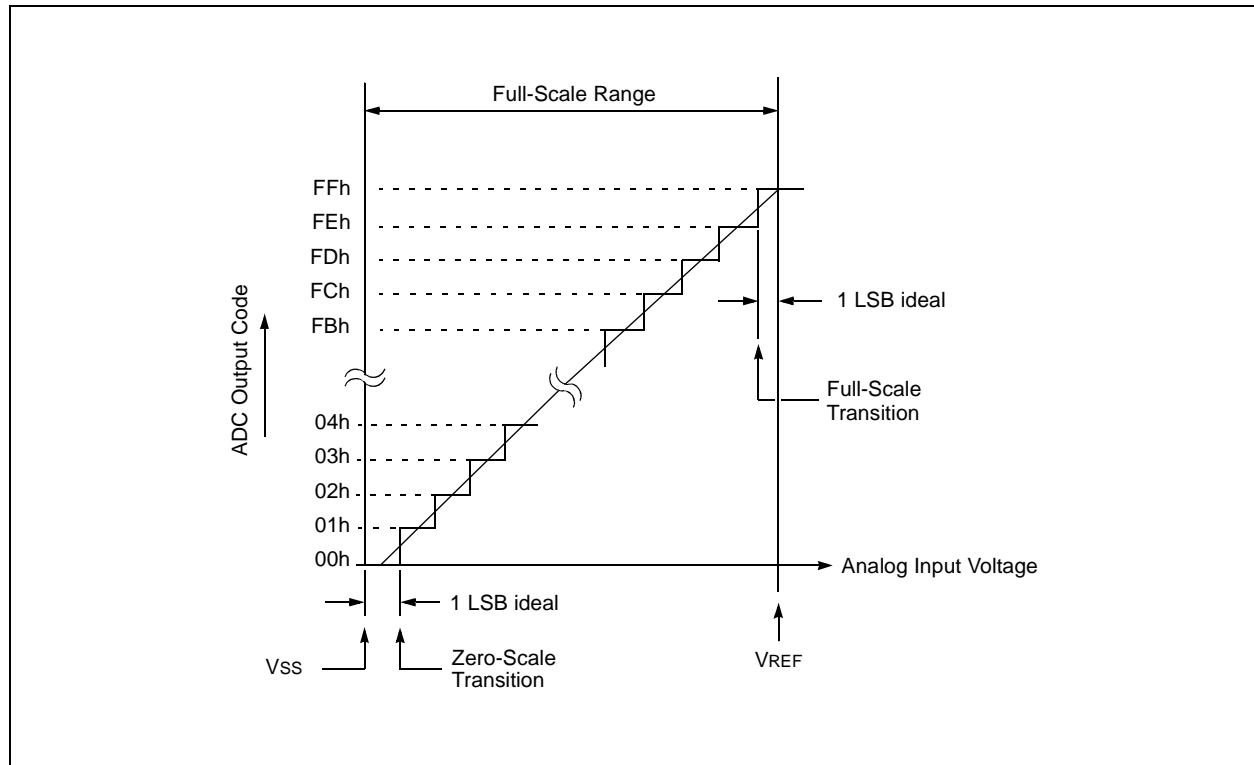 Full-Scale Range
FFh
FEh
FDh
FCh
FBh
1 LSB ideal
ADC Output Code
Full-Scale
Transition
04h
03h
02h
01h
00h
Analog Input Voltage
1 LSB ideal
VSS
Zero-Scale
Transition
VREF